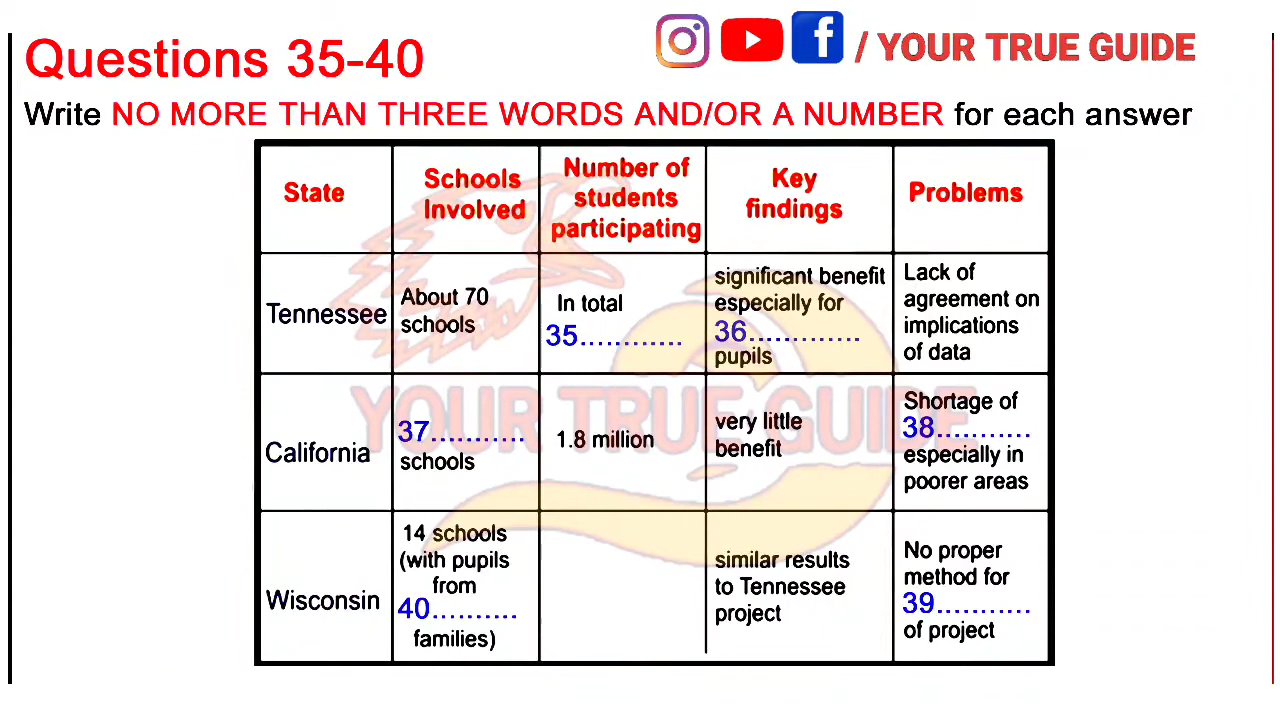 Questions 35-40
f / YOUR TRUE GUIDE
Write NO MORE THAN THREE WORDS AND/OR A NUMBER for each answer
State
Schools
Involved
Number of
students
participating
Key
findings
Problems
Tennessee
About 70
schools
In total
35............
significant benefit
especially for
36.............
pupils
Lack of
agreement on
implications
of data
California
37...........
schools
1.8 million
very little
benefit
Shortage of
38...........
especially in
poorer areas
Wisconsin
14 schools
(with pupils
from
40..........
families)
similar results
to Tennessee
project
No proper
method for
39...........
of project
YOUR TRUE GUIDE